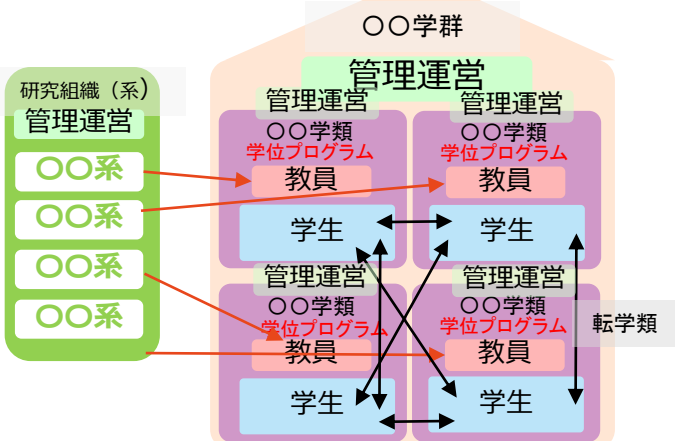 〇〇学群
管理運営
研究組織（系）
管理運営
〇〇系
〇〇系
〇〇系
〇〇系
管理運営
〇〇学類
学位プログラム
教員
学生
管理運営
〇〇学類
学位プログラム
教員
学生
管理運営
〇〇学類
学位プログラム
教員
学生
管理運営
〇〇学類
学位プログラム
教員
学生
転学類